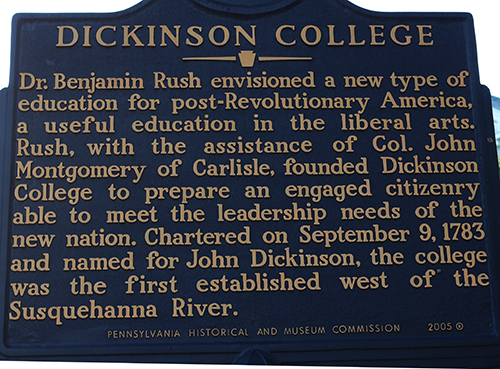 DICKINSON COLLEGE
Dr. Benjamin Rush envisioned a new type of
education for post-Revolutionary America,
a useful education in the liberal arts.
Rush, with the assistance of Col. John
Montgomery of Carlisle, founded Dickinson
College to prepare an engaged citizenry
able to meet the leadership needs of the
new nation. Chartered on September 9, 1783
and named for John Dickinson, the college
was the first established west of the
Susquehanna River.
PENNSYLVANIA HISTORICAL AND MUSEUM COMMISSION 2005